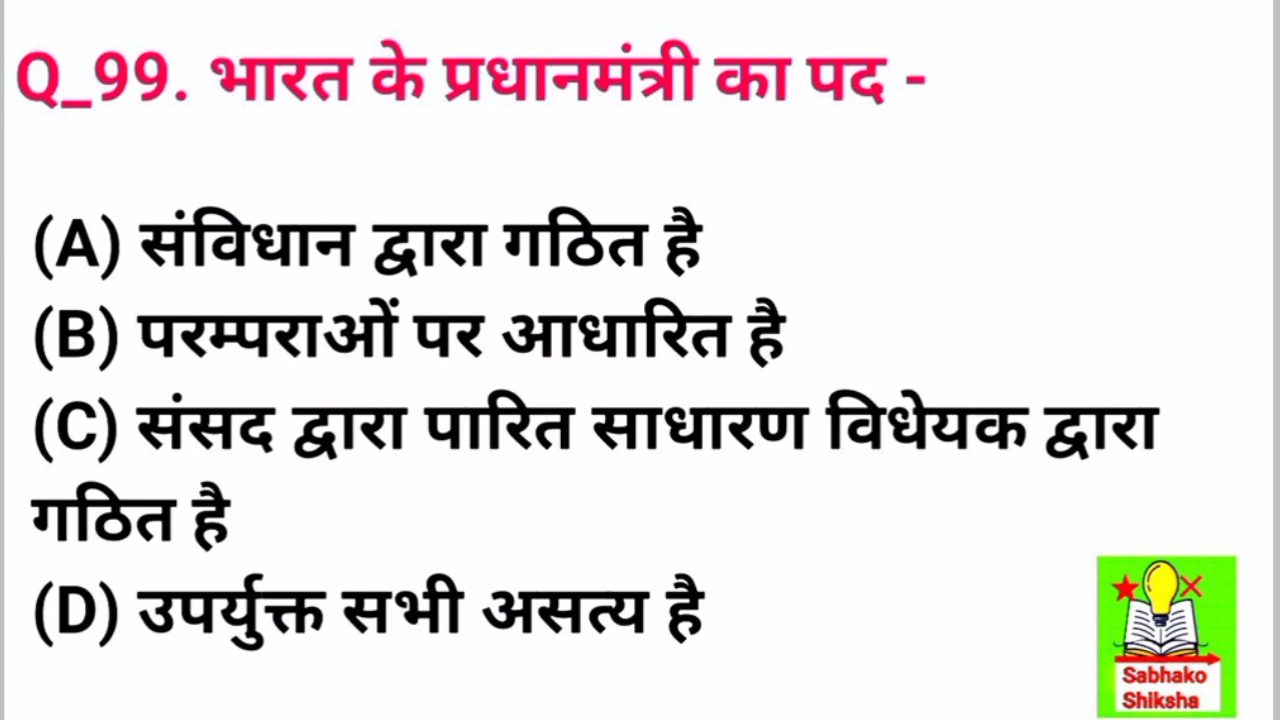 Q_99. भारत के प्रधानमंत्री का पद -
(A) संविधान द्वारा गठित है
(B) परम्पराओं पर आधारित है
(C) संसद द्वारा पारित साधारण विधेयक द्वारा
गठित है
(D) उपर्युक्त सभी असत्य है
Sabhako
Shiksha